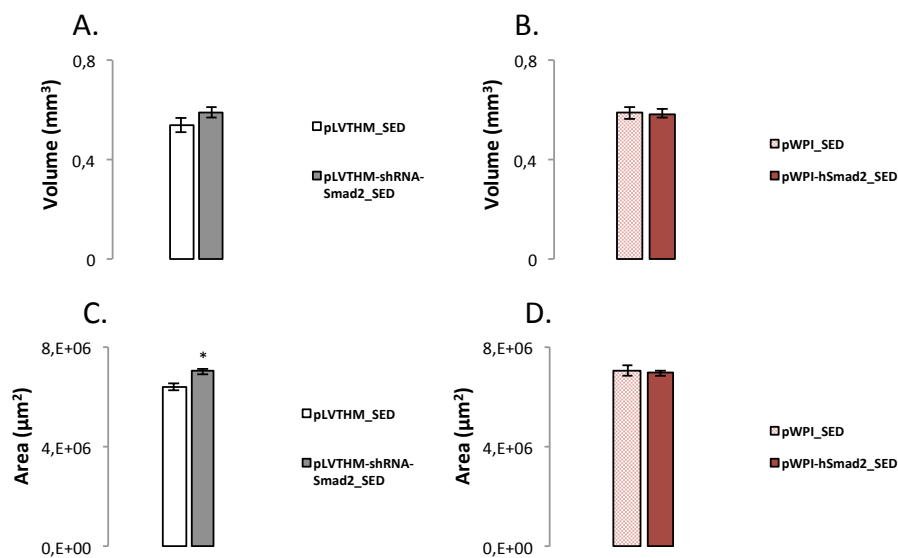 A.
0,8
0,4
0
Volume (mm³)
pLVTHM_SED
pLVTHM-shRNA-
Smad2_SED
B.
0,8
0,4
0
Volume (mm³)
pWPI_SED
pWPI-hSmad2_SED
C.
8,E+06
4,E+06
0,E+00
Area (μm²)
*
pLVTHM_SED
pLVTHM-shRNA-
Smad2_SED
D.
8,E+06
4,E+06
0,E+00
Area (μm²)
pWPI_SED
pWPI-hSmad2_SED